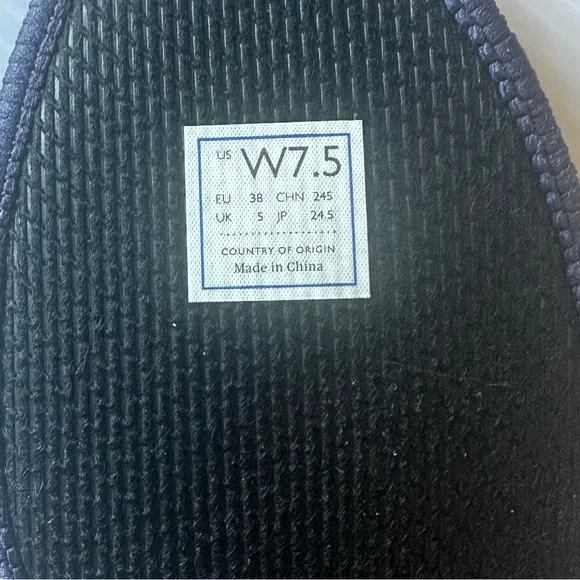 US W7.5
EU 38 CHN 245
UK 5 JP 24.5
COUNTRY OF ORIGIN
Made in China